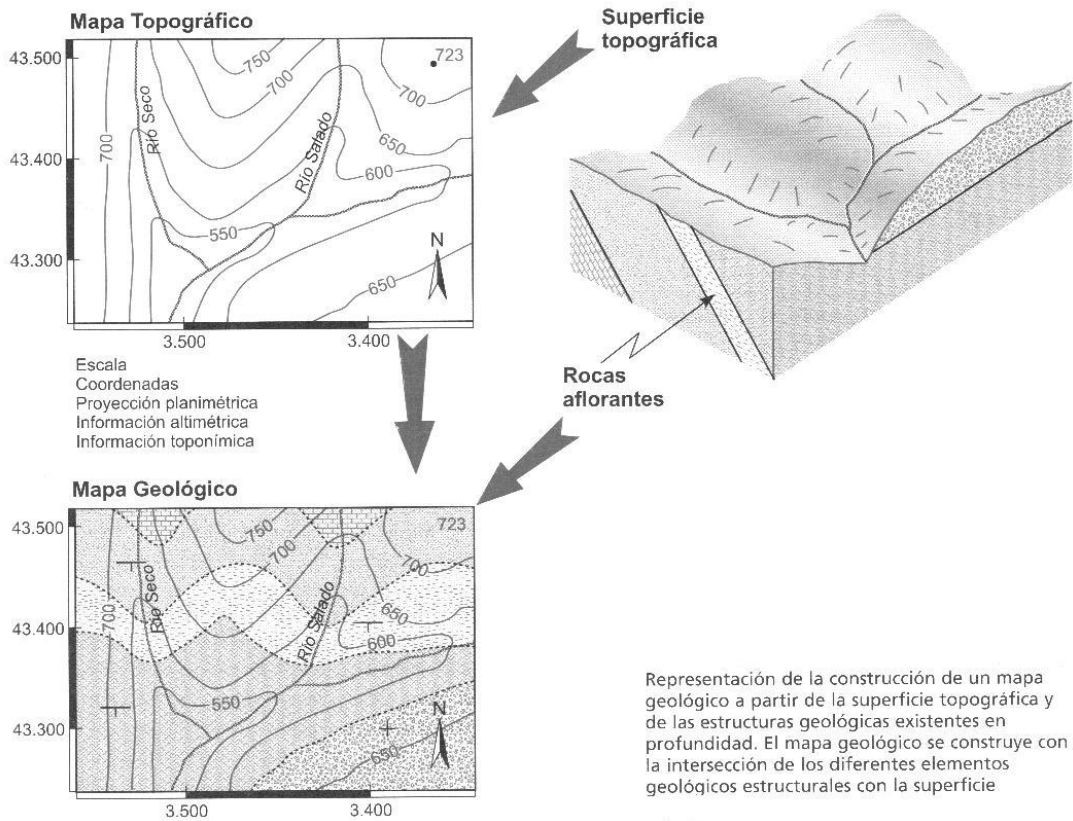 Mapa Topográfico
43.500
43.400
43.300
3.500
3.400
700
Río Seco
750
700
723
700
650
600
Río Salado
550
650
N
Superficie
topográfica
Escala
Coordenadas
Proyección planimétrica
Información altimétrica
Información toponímica
Rocas
aflorantes
Mapa Geológico
43.500
43.400
43.300
3.500
3.400
700
Río Seco
750
700
723
700
650
600
Río Salado
550
650
N
Representación de la construcción de un mapa
geológico a partir de la superficie topográfica y
de las estructuras geológicas existentes en
profundidad. El mapa geológico se construye con
la intersección de los diferentes elementos
geológicos estructurales con la superficie